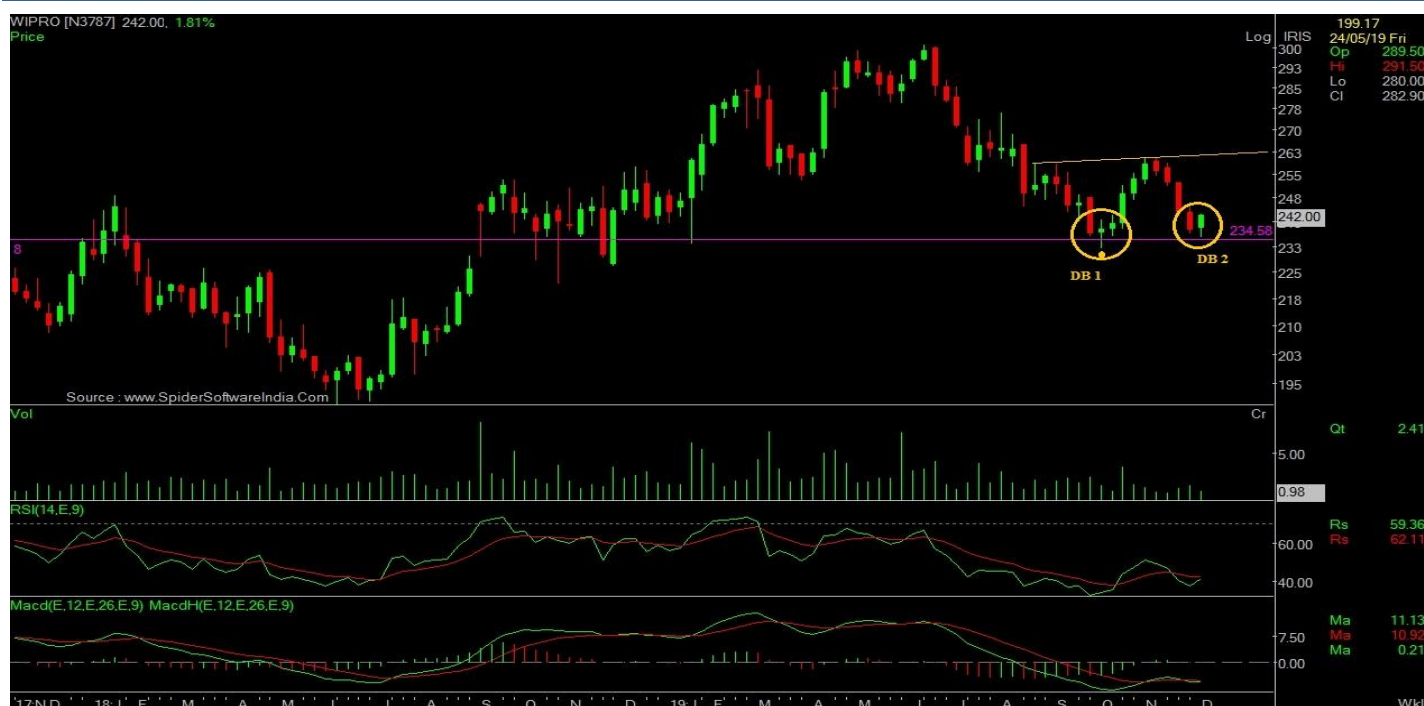 WIPRO [N3787] 242.00, 1.81%
Price
Log
IRIS
199.17
24/05/19 Fri
Op 289.50
Hi 291.50
Lo 280.00
Cl 282.90
300
293
285
278
270
263
255
248
242.00
233
225
218
210
203
195
8
234.58
DB 1
DB 2
Source : www.SpiderSoftwareIndia.Com
Vol
Cr
Qt 2.41
5.00
0.98
RSI(14,E,9)
Rs 59.36
Rs 62.11
60.00
40.00
Macd(E,12,E,26,E,9) MacdH(E,12,E,26,E,9)
Ma 11.13
Ma 10.92
Ma 0.21
7.50
0.00